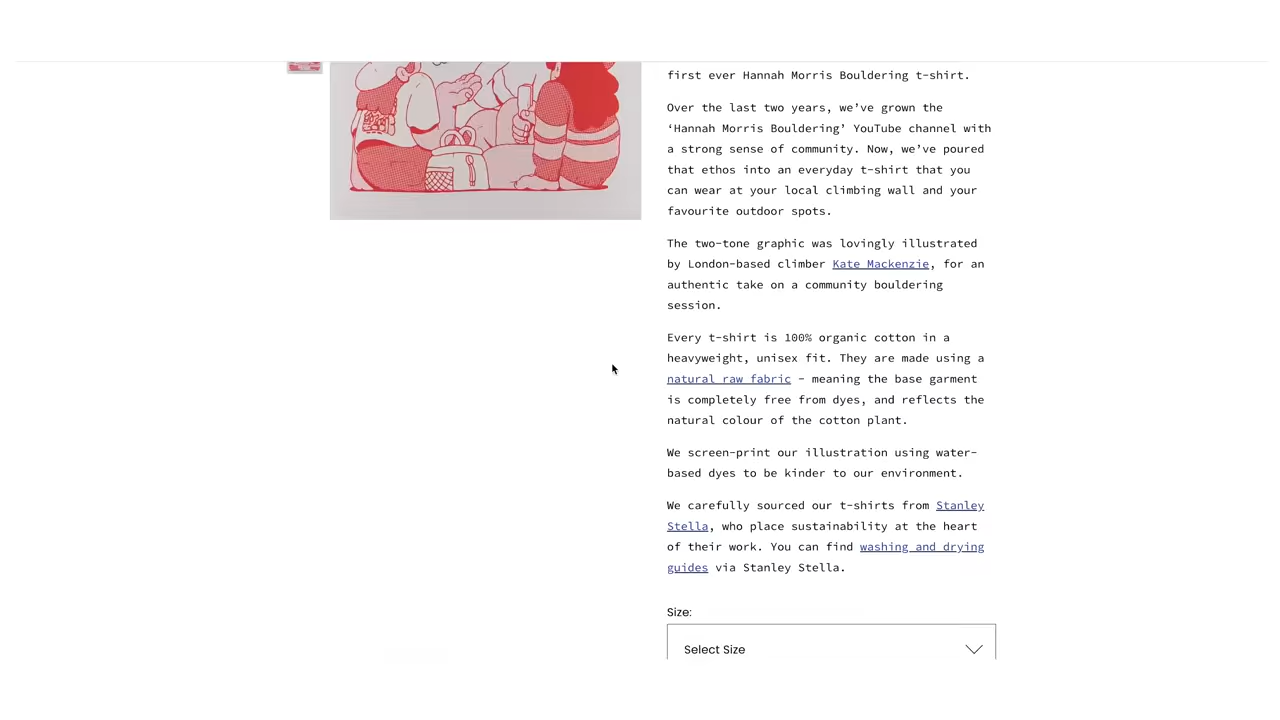 first ever Hannah Morris Bouldering t-shirt.
Over the last two years, we’ve grown the
‘Hannah Morris Bouldering’ YouTube channel with
a strong sense of community. Now, we’ve poured
that ethos into an everyday t-shirt that you
can wear at your local climbing wall and your
favourite outdoor spots.
The two-tone graphic was lovingly illustrated
by London-based climber Kate Mackenzie, for an
authentic take on a community bouldering
session.
Every t-shirt is 100% organic cotton in a
heavyweight, unisex fit. They are made using a
natural raw fabric - meaning the base garment
is completely free from dyes, and reflects the
natural colour of the cotton plant.
We screen-print our illustration using water-
based dyes to be kinder to our environment.
We carefully sourced our t-shirts from Stanley
Stella, who place sustainability at the heart
of their work. You can find washing and drying
guides via Stanley Stella.
Size:
Select Size